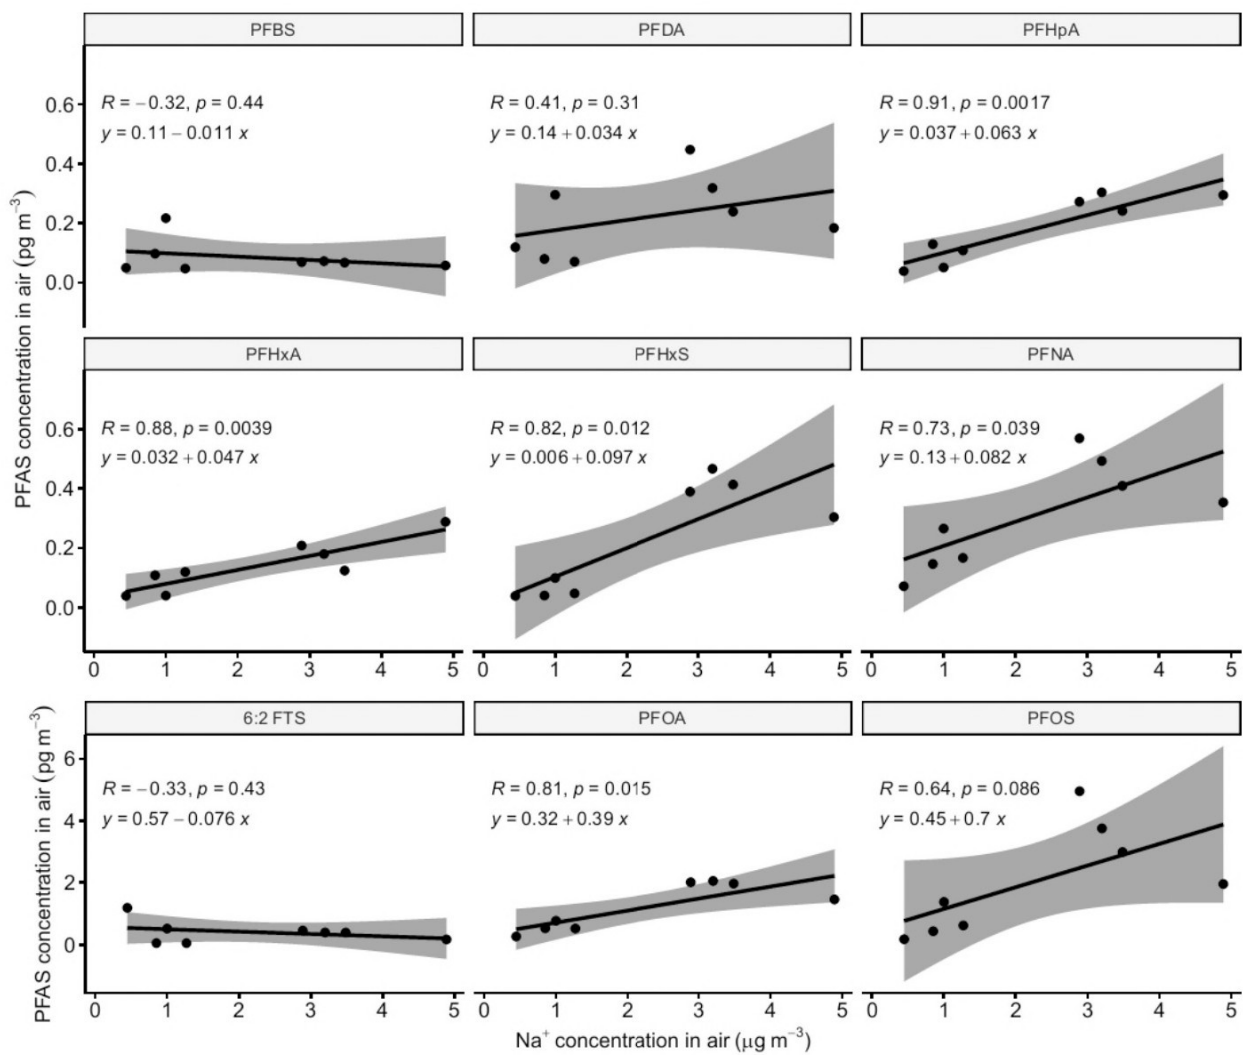 PFBS
PFDA
PFHpA
R = −0.32, p = 0.44
y = 0.11 − 0.011 x
R = 0.41, p = 0.31
y = 0.14 + 0.034 x
R = 0.91, p = 0.0017
y = 0.037 + 0.063 x
0.6
0.4
0.2
0.0
PFAS concentration in air (pg m⁻³)
PFHxA
PFHxS
PFNA
R = 0.88, p = 0.0039
y = 0.032 + 0.047 x
R = 0.82, p = 0.012
y = 0.006 + 0.097 x
R = 0.73, p = 0.039
y = 0.13 + 0.082 x
0.6
0.4
0.2
0.0
0 1 2 3 4 5
0 1 2 3 4 5
0 1 2 3 4 5
6:2 FTS
PFOA
PFOS
R = −0.33, p = 0.43
y = 0.57 − 0.076 x
R = 0.81, p = 0.015
y = 0.32 + 0.39 x
R = 0.64, p = 0.086
y = 0.45 + 0.7 x
6
4
2
0
PFAS concentration in air (pg m⁻³)
0 1 2 3 4 5
0 1 2 3 4 5
0 1 2 3 4 5
Na⁺ concentration in air (μg m⁻³)